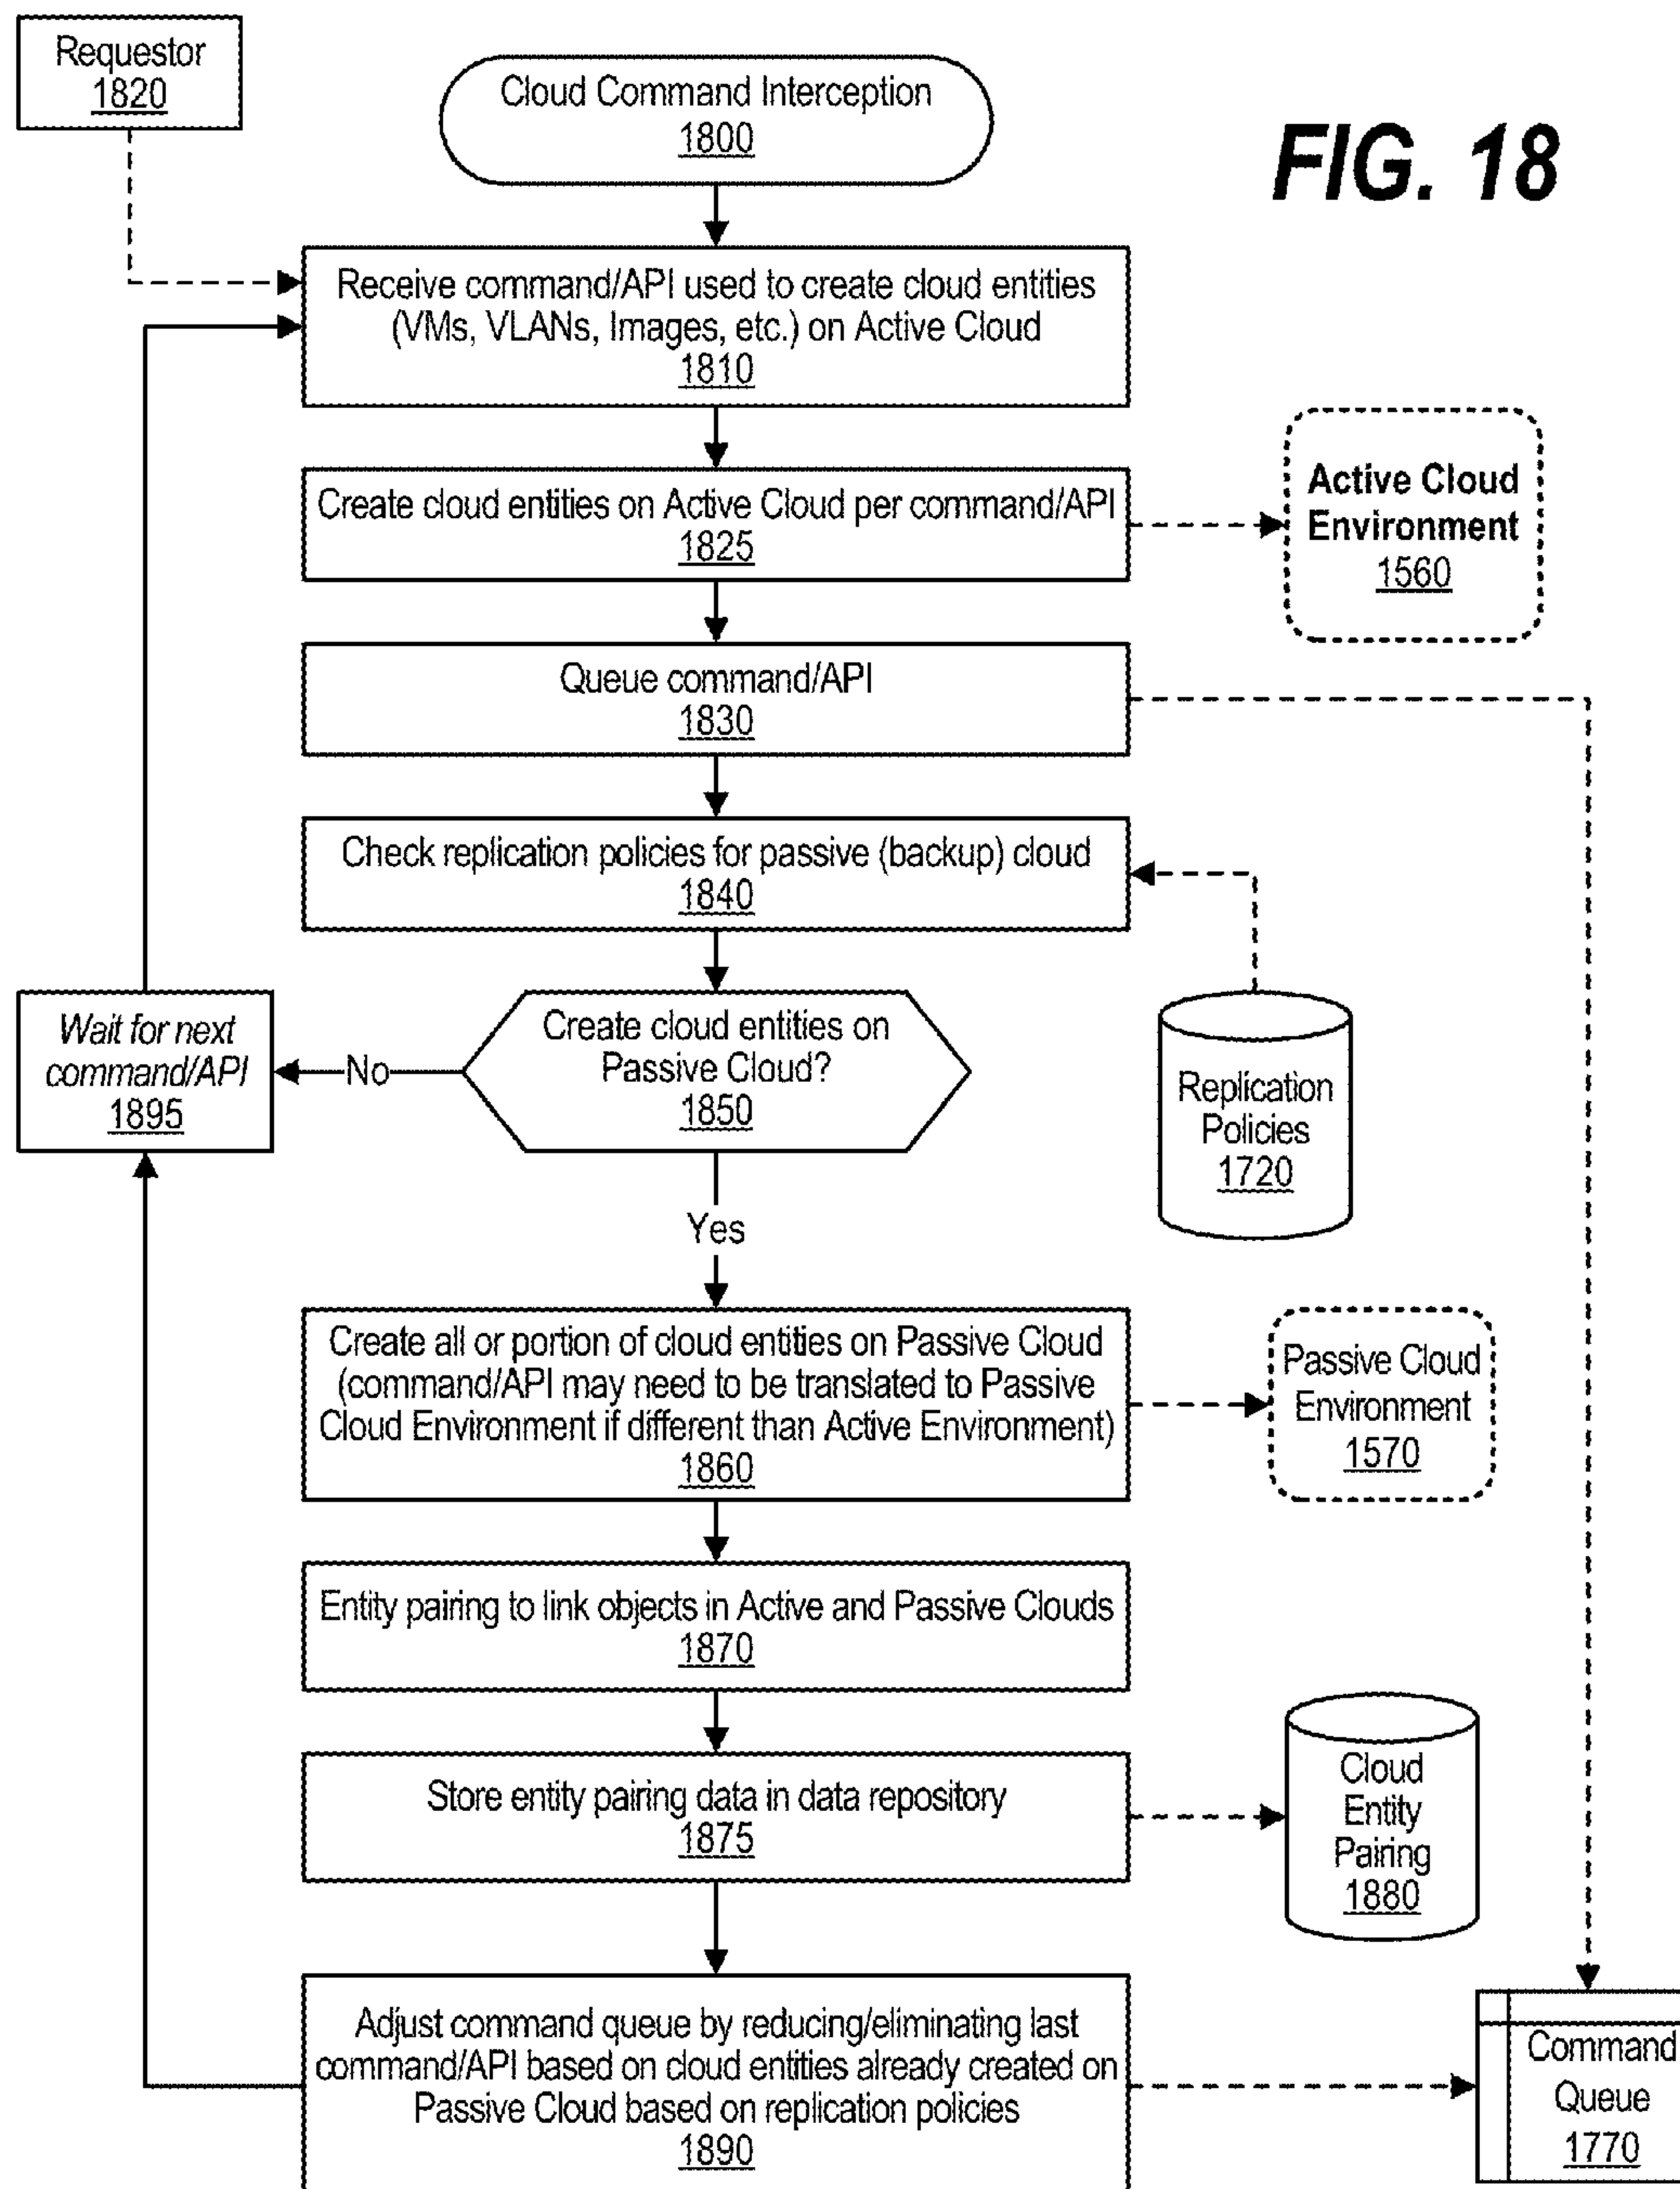 Requestor
1820
Cloud Command Interception
1800
FIG. 18
Receive command/API used to create cloud entities
(VMs, VLANs, Images, etc.) on Active Cloud
1810
Create cloud entities on Active Cloud per command/API
1825
Active Cloud
Environment
1560
Queue command/API
1830
Check replication policies for passive (backup) cloud
1840
Wait for next
command/API
1895
No
Create cloud entities on
Passive Cloud?
1850
Replication
Policies
1720
Yes
Create all or portion of cloud entities on Passive Cloud
(command/API may need to be translated to Passive
Cloud Environment if different than Active Environment)
1860
Passive Cloud
Environment
1570
Entity pairing to link objects in Active and Passive Clouds
1870
Store entity pairing data in data repository
1875
Cloud
Entity
Pairing
1880
Adjust command queue by reducing/eliminating last
command/API based on cloud entities already created on
Passive Cloud based on replication policies
1890
Command
Queue
1770